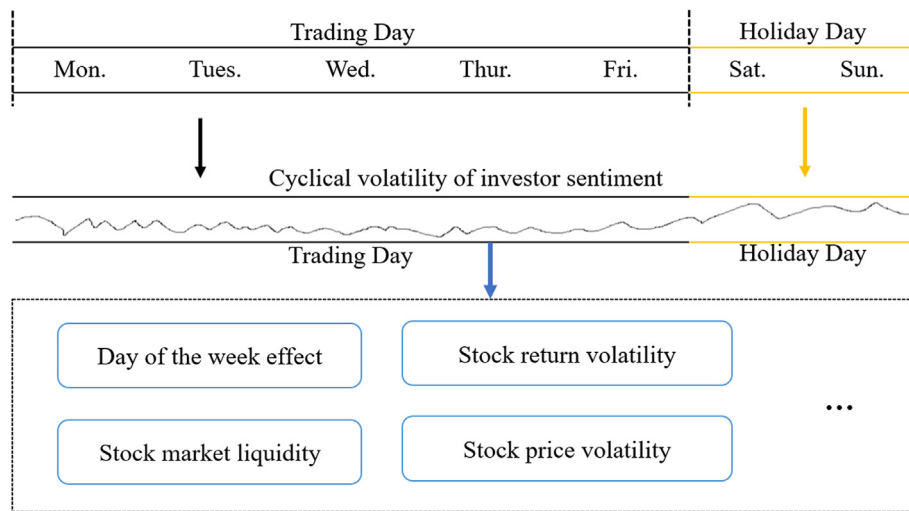 Trading Day Holiday Day
Mon. Tues. Wed. Thur. Fri. Sat. Sun.
Cyclical volatility of investor sentiment
Trading Day Holiday Day
Day of the week effect Stock return volatility
...
Stock market liquidity Stock price volatility